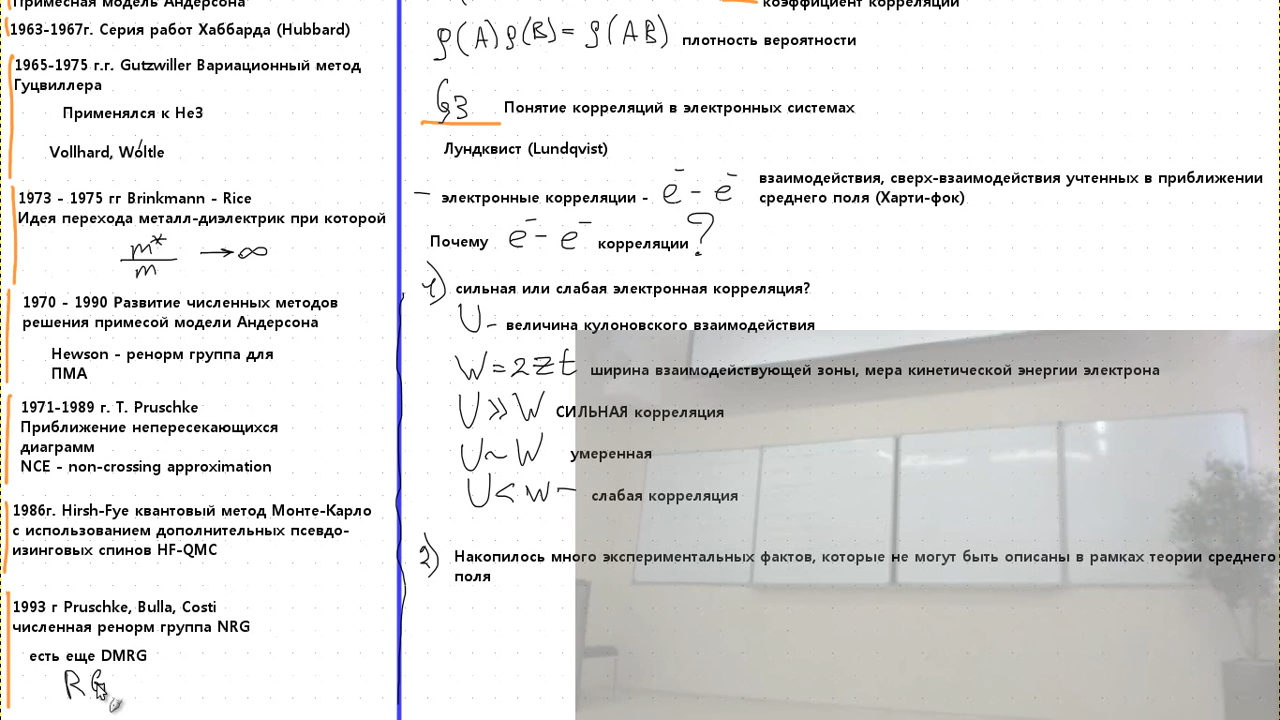 Примесная модель Андерсона
1963-1967г. Серия работ Хаббарда (Hubbard)
1965-1975 г.г. Gutzwiller Вариационный метод
Гуцвиллера
Применялся к He3
Vollhard, Wöltle
1973 - 1975 гг Brinkmann - Rice
Идея перехода металл-диэлектрик при которой
m*/m → ∞
1970 - 1990 Развитие численных методов
решения примесой модели Андерсона
Hewson - ренорм группа для
ПМА
1971-1989 г. T. Pruschke
Приближение непересекающихся
диаграмм
NCE - non-crossing approximation
1986г. Hirsh-Fye квантовый метод Монте-Карло
с использованием дополнительных псевдо-
изинговых спинов HF-QMC
1993 г Pruschke, Bulla, Costi
численная ренорм группа NRG
есть еще DMRG
RG
коэффициент корреляции
ρ(A)ρ(B) = ρ(AB) плотность вероятности
§3 Понятие корреляций в электронных системах
Лундквист (Lundqvist)
— электронные корреляции - e⁻ - e⁻ взаимодействия, сверх-взаимодействия учтенных в приближении
среднего поля (Харти-фок)
Почему e⁻ - e⁻ корреляции ?
1) сильная или слабая электронная корреляция?
U - величина кулоновского взаимодействия
W = 2zt ширина взаимодействующей зоны, мера кинетической энергии электрона
U >> W СИЛЬНАЯ корреляция
U ~ W умеренная
U < W — слабая корреляция
2) Накопилось много экспериментальных фактов, которые не могут быть описаны в рамках теории среднего
поля